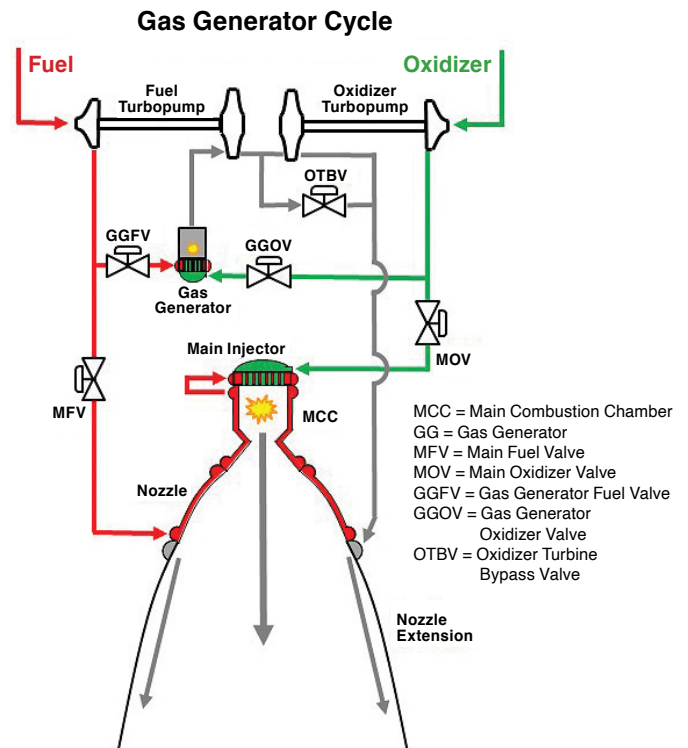 Gas Generator Cycle
Fuel
Fuel
Turbopump
Oxidizer
Turbopump
Oxidizer
OTBV
GGFV
GGOV
Gas
Generator
MOV
Main Injector
MFV
MCC
Nozzle
Nozzle
Extension
MCC = Main Combustion Chamber
GG = Gas Generator
MFV = Main Fuel Valve
MOV = Main Oxidizer Valve
GGFV = Gas Generator Fuel Valve
GGOV = Gas Generator
Oxidizer Valve
OTBV = Oxidizer Turbine
Bypass Valve